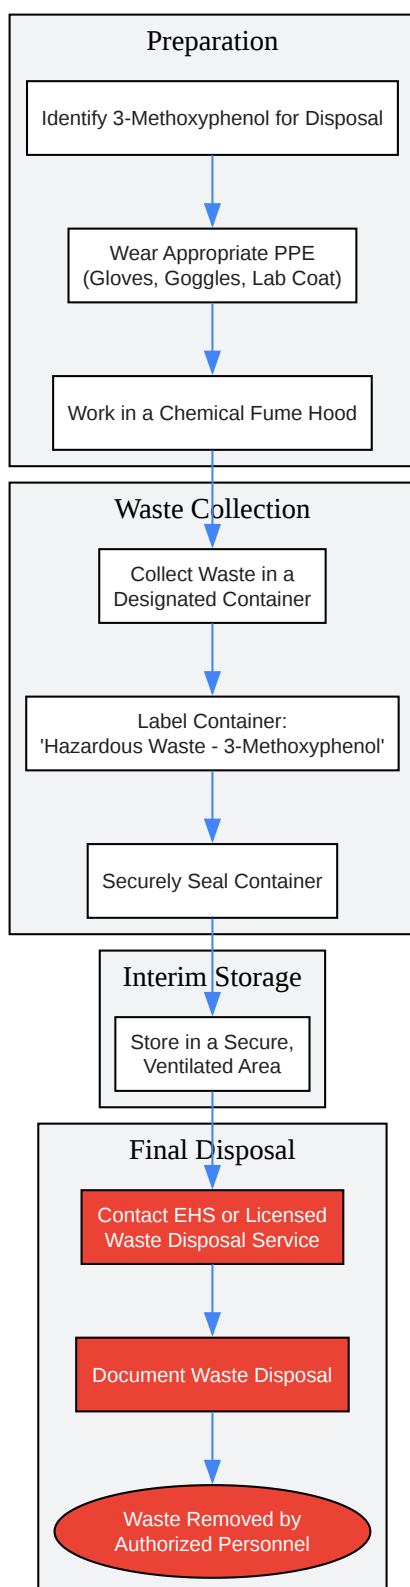 Preparation
Identify 3-Methoxyphenol for Disposal
Wear Appropriate PPE
(Gloves, Goggles, Lab Coat)
Work in a Chemical Fume Hood
Waste Collection
Collect Waste in a
Designated Container
Label Container:
'Hazardous Waste - 3-Methoxyphenol'
Securely Seal Container
Interim Storage
Store in a Secure,
Ventilated Area
Final Disposal
Contact EHS or Licensed
Waste Disposal Service
Document Waste Disposal
Waste Removed by
Authorized Personnel